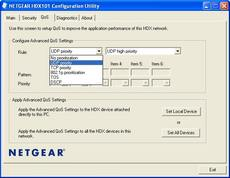 NETGEAR HDX101 Configuration Utility
Main
Security
QoS
Diagnostics
About
Use this screen to setup QoS to improve the application performance of this HDX network.
Configure Advanced QoS Settings
Rule:
UDP priority
UDP high priority
No prioritization
UDP priority
TCP priority
802.1p prioritization
TOS
DSCP
Item 4:
Item 5:
Item 6:
Pattern:
Priority:
Apply Advanced QoS Settings
Apply the Advanced QoS Settings to the HDX device attached directly to this PC.
Set Local Device
or
Apply the Advanced QoS Settings to all the HDX devices in this network.
Set All Devices
NETGEAR
Exit